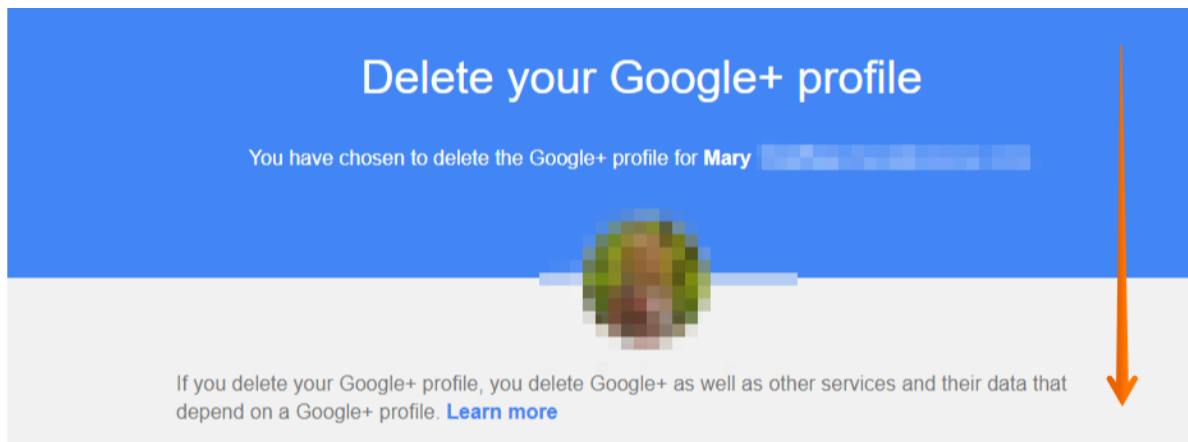 Delete your Google+ profile
You have chosen to delete the Google+ profile for Mary
If you delete your Google+ profile, you delete Google+ as well as other services and their data that
depend on a Google+ profile. Learn more